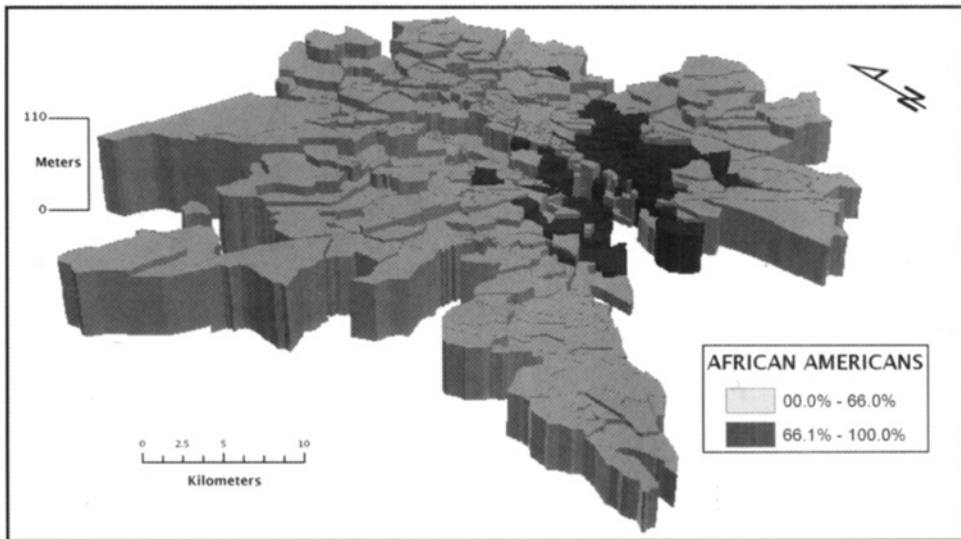 110
Meters
0
N
AFRICAN AMERICANS
00.0% - 66.0%
66.1% - 100.0%
0 2.5 5 10
Kilometers